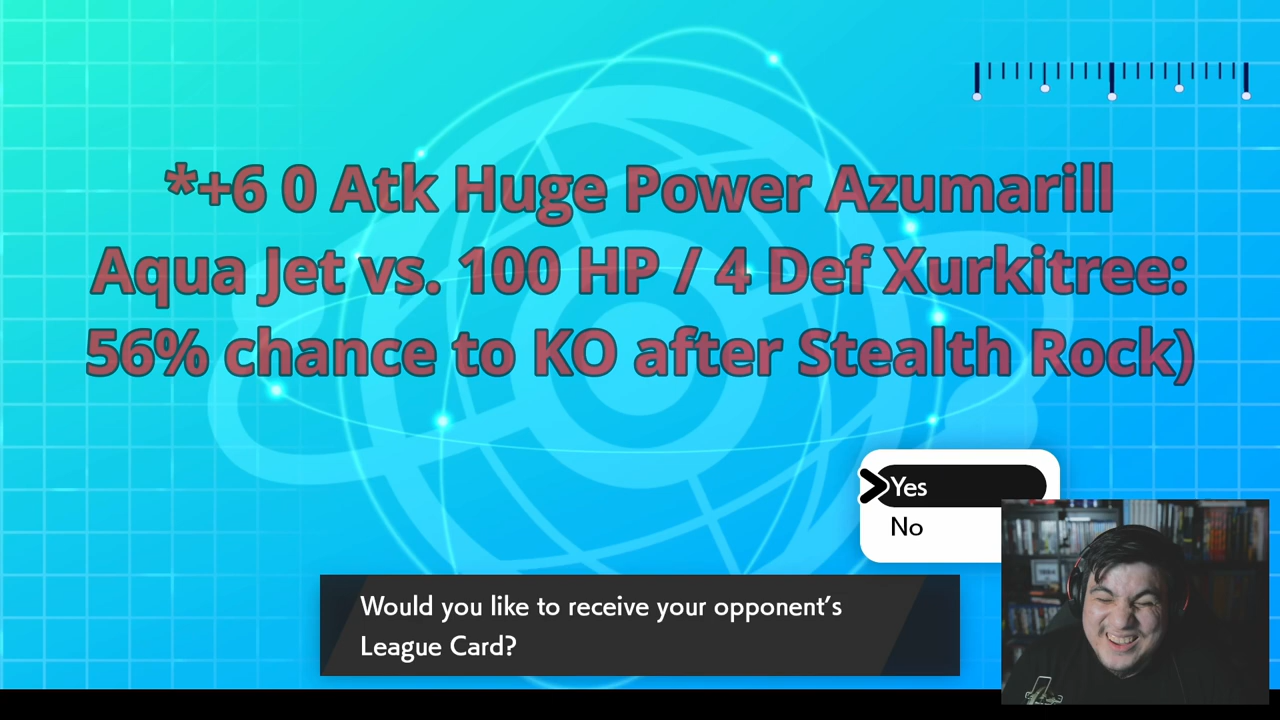 *+6 0 Atk Huge Power Azumarill
Aqua Jet vs. 100 HP / 4 Def Xurkitree:
56% chance to KO after Stealth Rock)
Yes
No
Would you like to receive your opponent's
League Card?